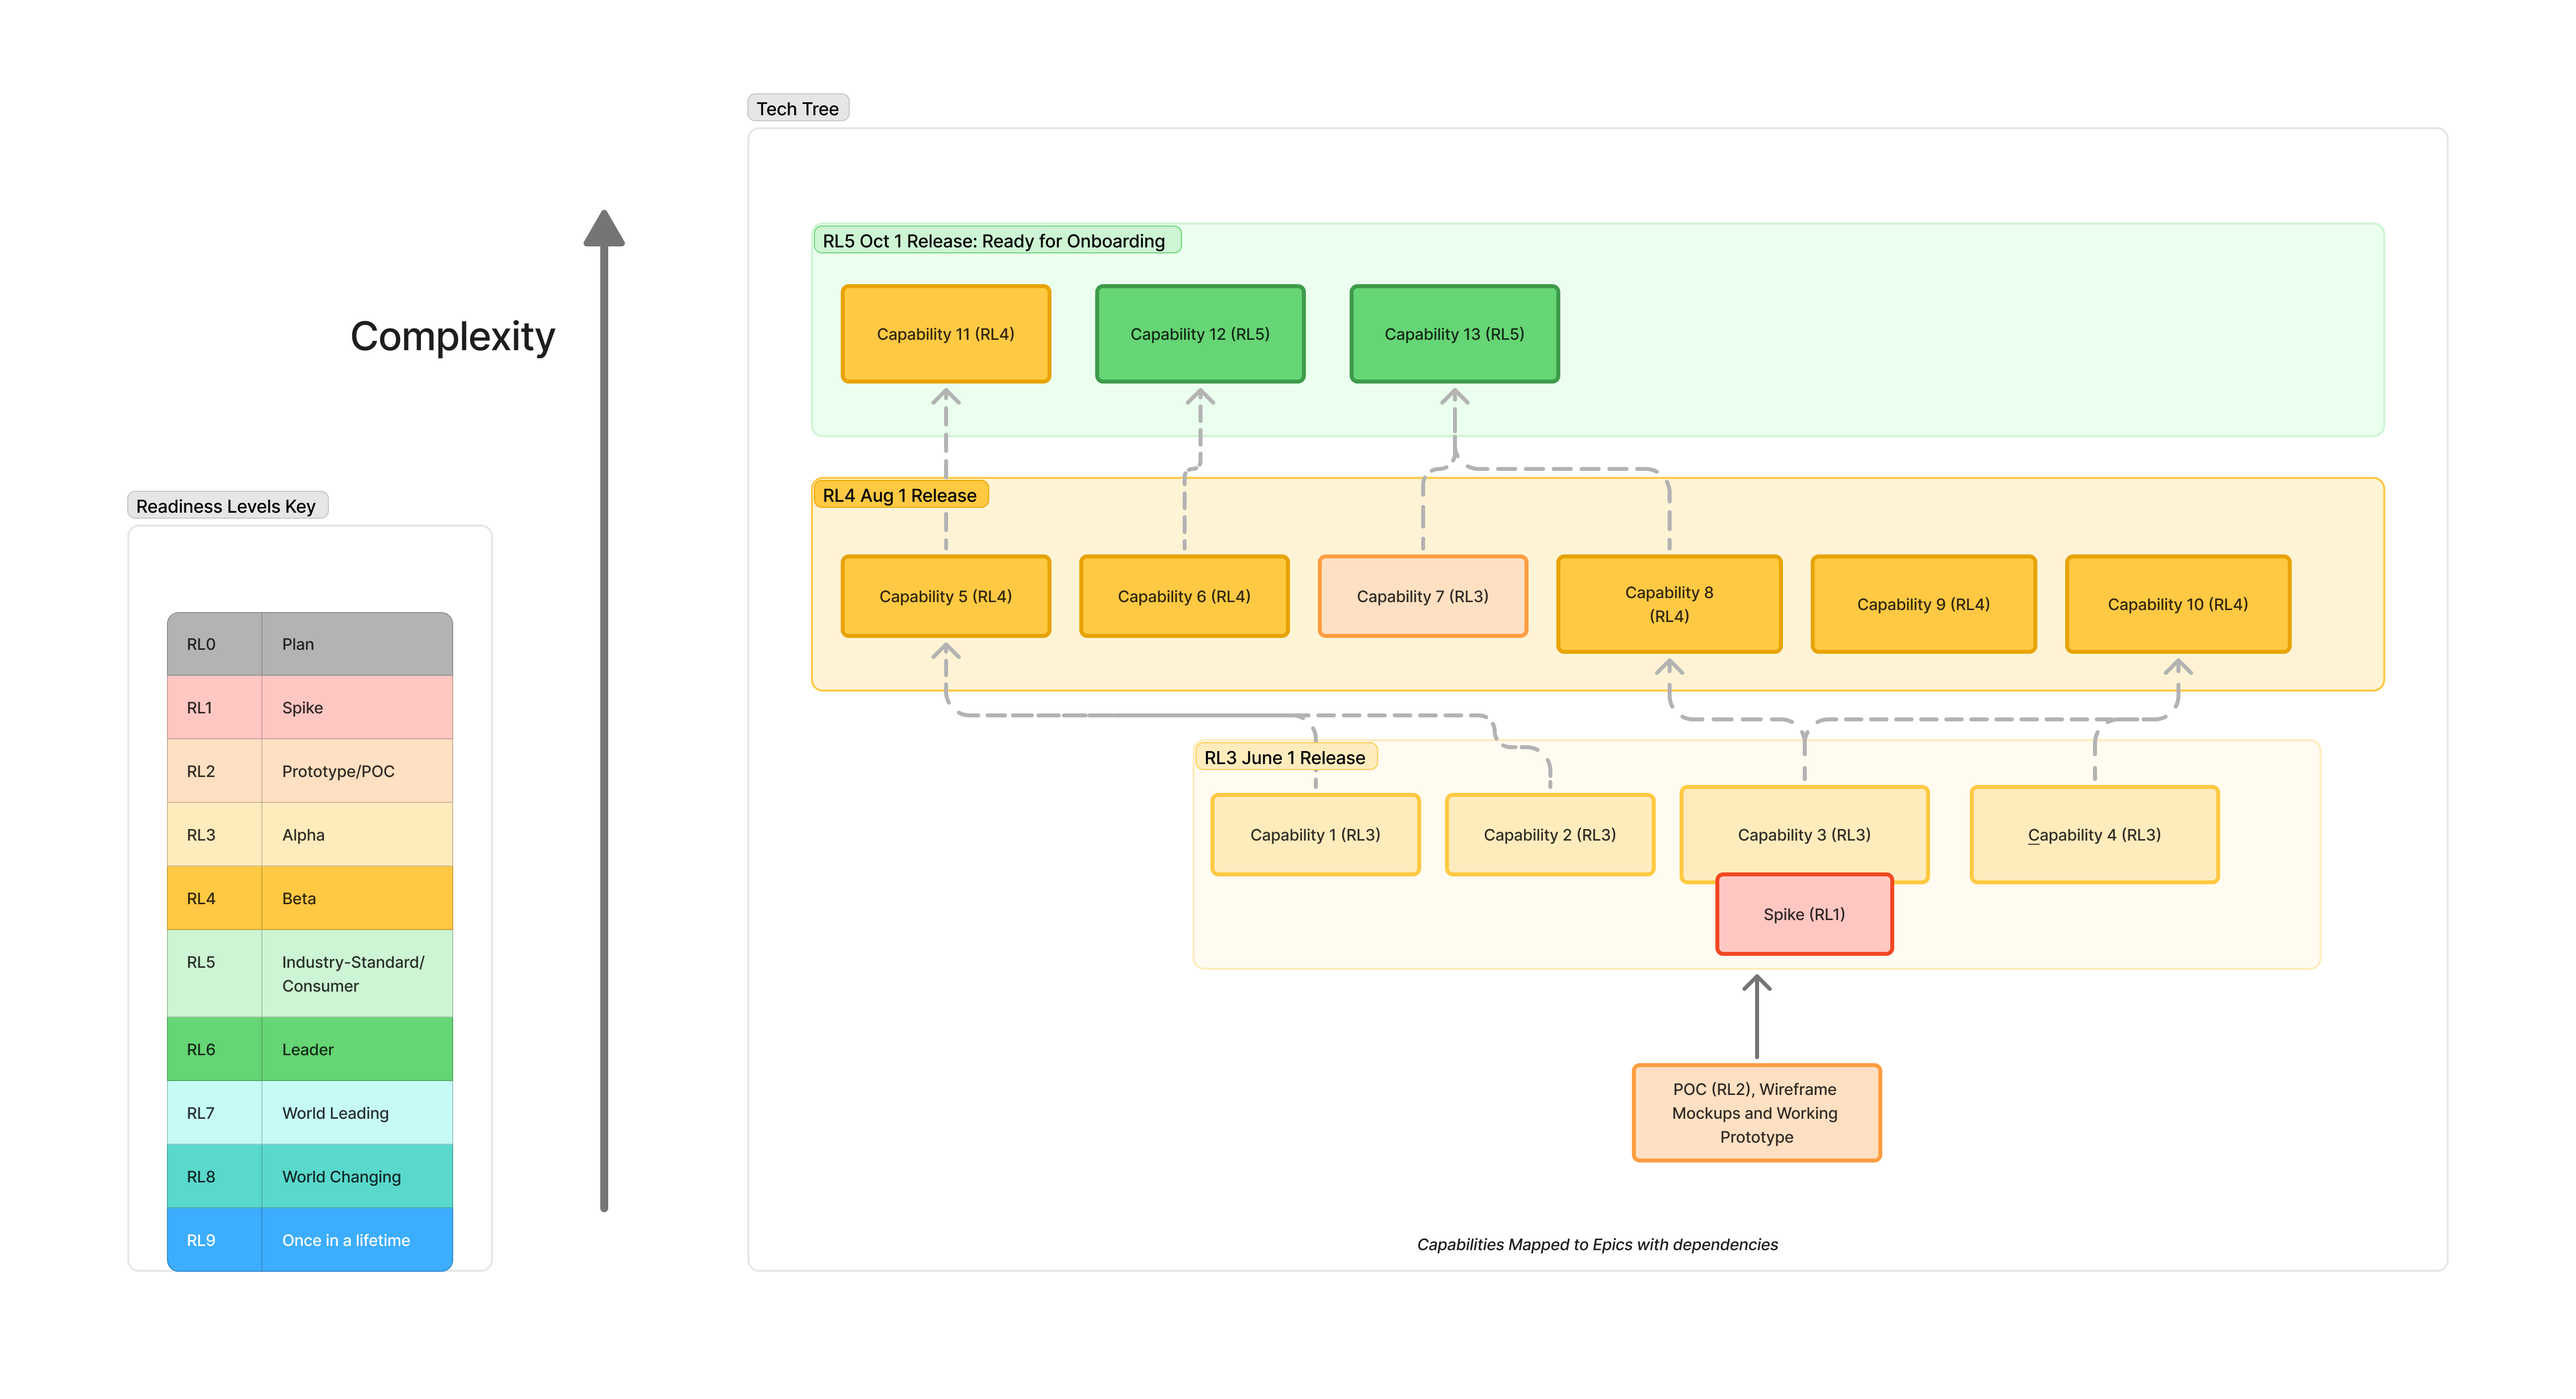 Tech Tree
RL5 Oct 1 Release: Ready for Onboarding
Capability 11 (RL4)
Capability 12 (RL5)
Capability 13 (RL5)
Complexity
RL4 Aug 1 Release
Capability 5 (RL4)
Capability 6 (RL4)
Capability 7 (RL3)
Capability 8
(RL4)
Capability 9 (RL4)
Capability 10 (RL4)
RL3 June 1 Release
Capability 1 (RL3)
Capability 2 (RL3)
Capability 3 (RL3)
Capability 4 (RL3)
Spike (RL1)
POC (RL2), Wireframe
Mockups and Working
Prototype
Capabilities Mapped to Epics with dependencies
Readiness Levels Key
RL0 Plan
RL1 Spike
RL2 Prototype/POC
RL3 Alpha
RL4 Beta
RL5 Industry-Standard/
Consumer
RL6 Leader
RL7 World Leading
RL8 World Changing
RL9 Once in a lifetime